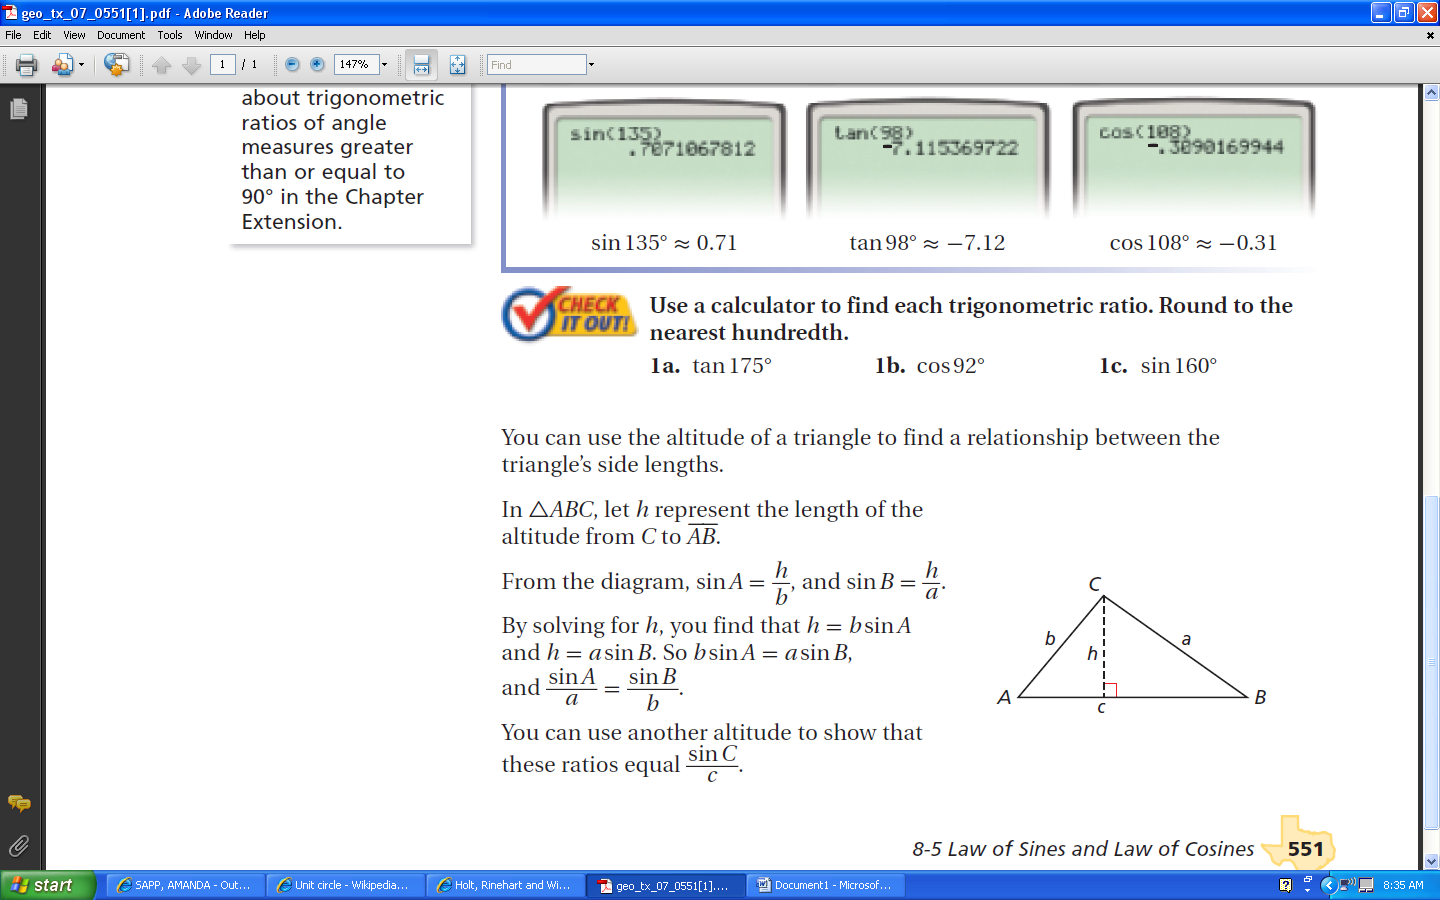 geo_tx_07_0551[1].pdf - Adobe Reader
File Edit View Document Tools Window Help
1 / 1 147% Find
about trigonometric
ratios of angle
measures greater
than or equal to
90° in the Chapter
Extension.
sin(135)
.7071067812
tan(98)
-7.115369722
cos(108)
-.3090169944
sin 135° ≈ 0.71
tan 98° ≈ −7.12
cos 108° ≈ −0.31
CHECK
IT OUT!
Use a calculator to find each trigonometric ratio. Round to the
nearest hundredth.
1a. tan 175° 1b. cos 92° 1c. sin 160°
You can use the altitude of a triangle to find a relationship between the
triangle's side lengths.
In △ABC, let h represent the length of the
altitude from C to A̅B̅.
From the diagram, sin A = h/b, and sin B = h/a.
By solving for h, you find that h = b sin A
and h = a sin B. So b sin A = a sin B,
and sin A/a = sin B/b.
You can use another altitude to show that
these ratios equal sin C/c.
C
b
a
h
A
c
B
8-5 Law of Sines and Law of Cosines 551
start
SAPP, AMANDA - Out...
Unit circle - Wikipedia...
Holt, Rinehart and Wi...
geo_tx_07_0551[1]....
Document1 - Microsof...
8:35 AM